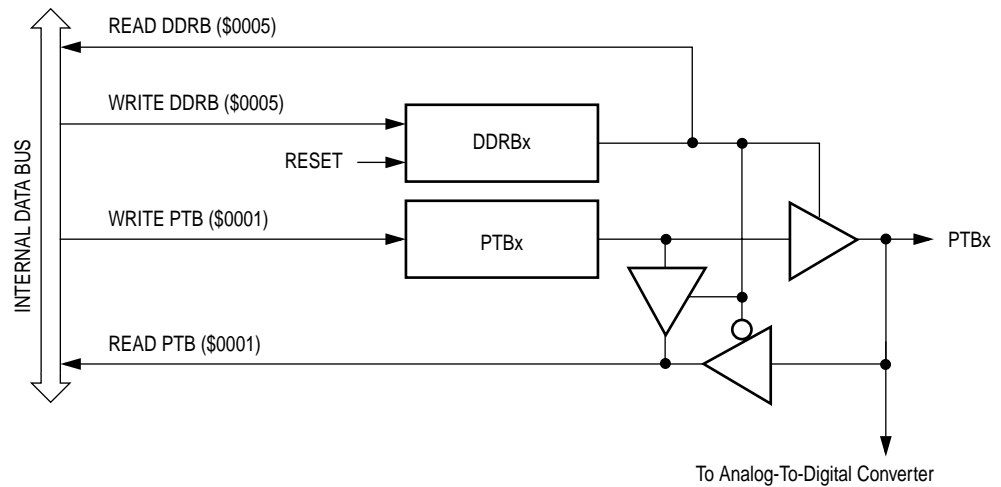 READ DDRB ($0005)
WRITE DDRB ($0005)
DDRBx
RESET
INTERNAL DATA BUS
WRITE PTB ($0001)
PTBx
PTBx
READ PTB ($0001)
To Analog-To-Digital Converter